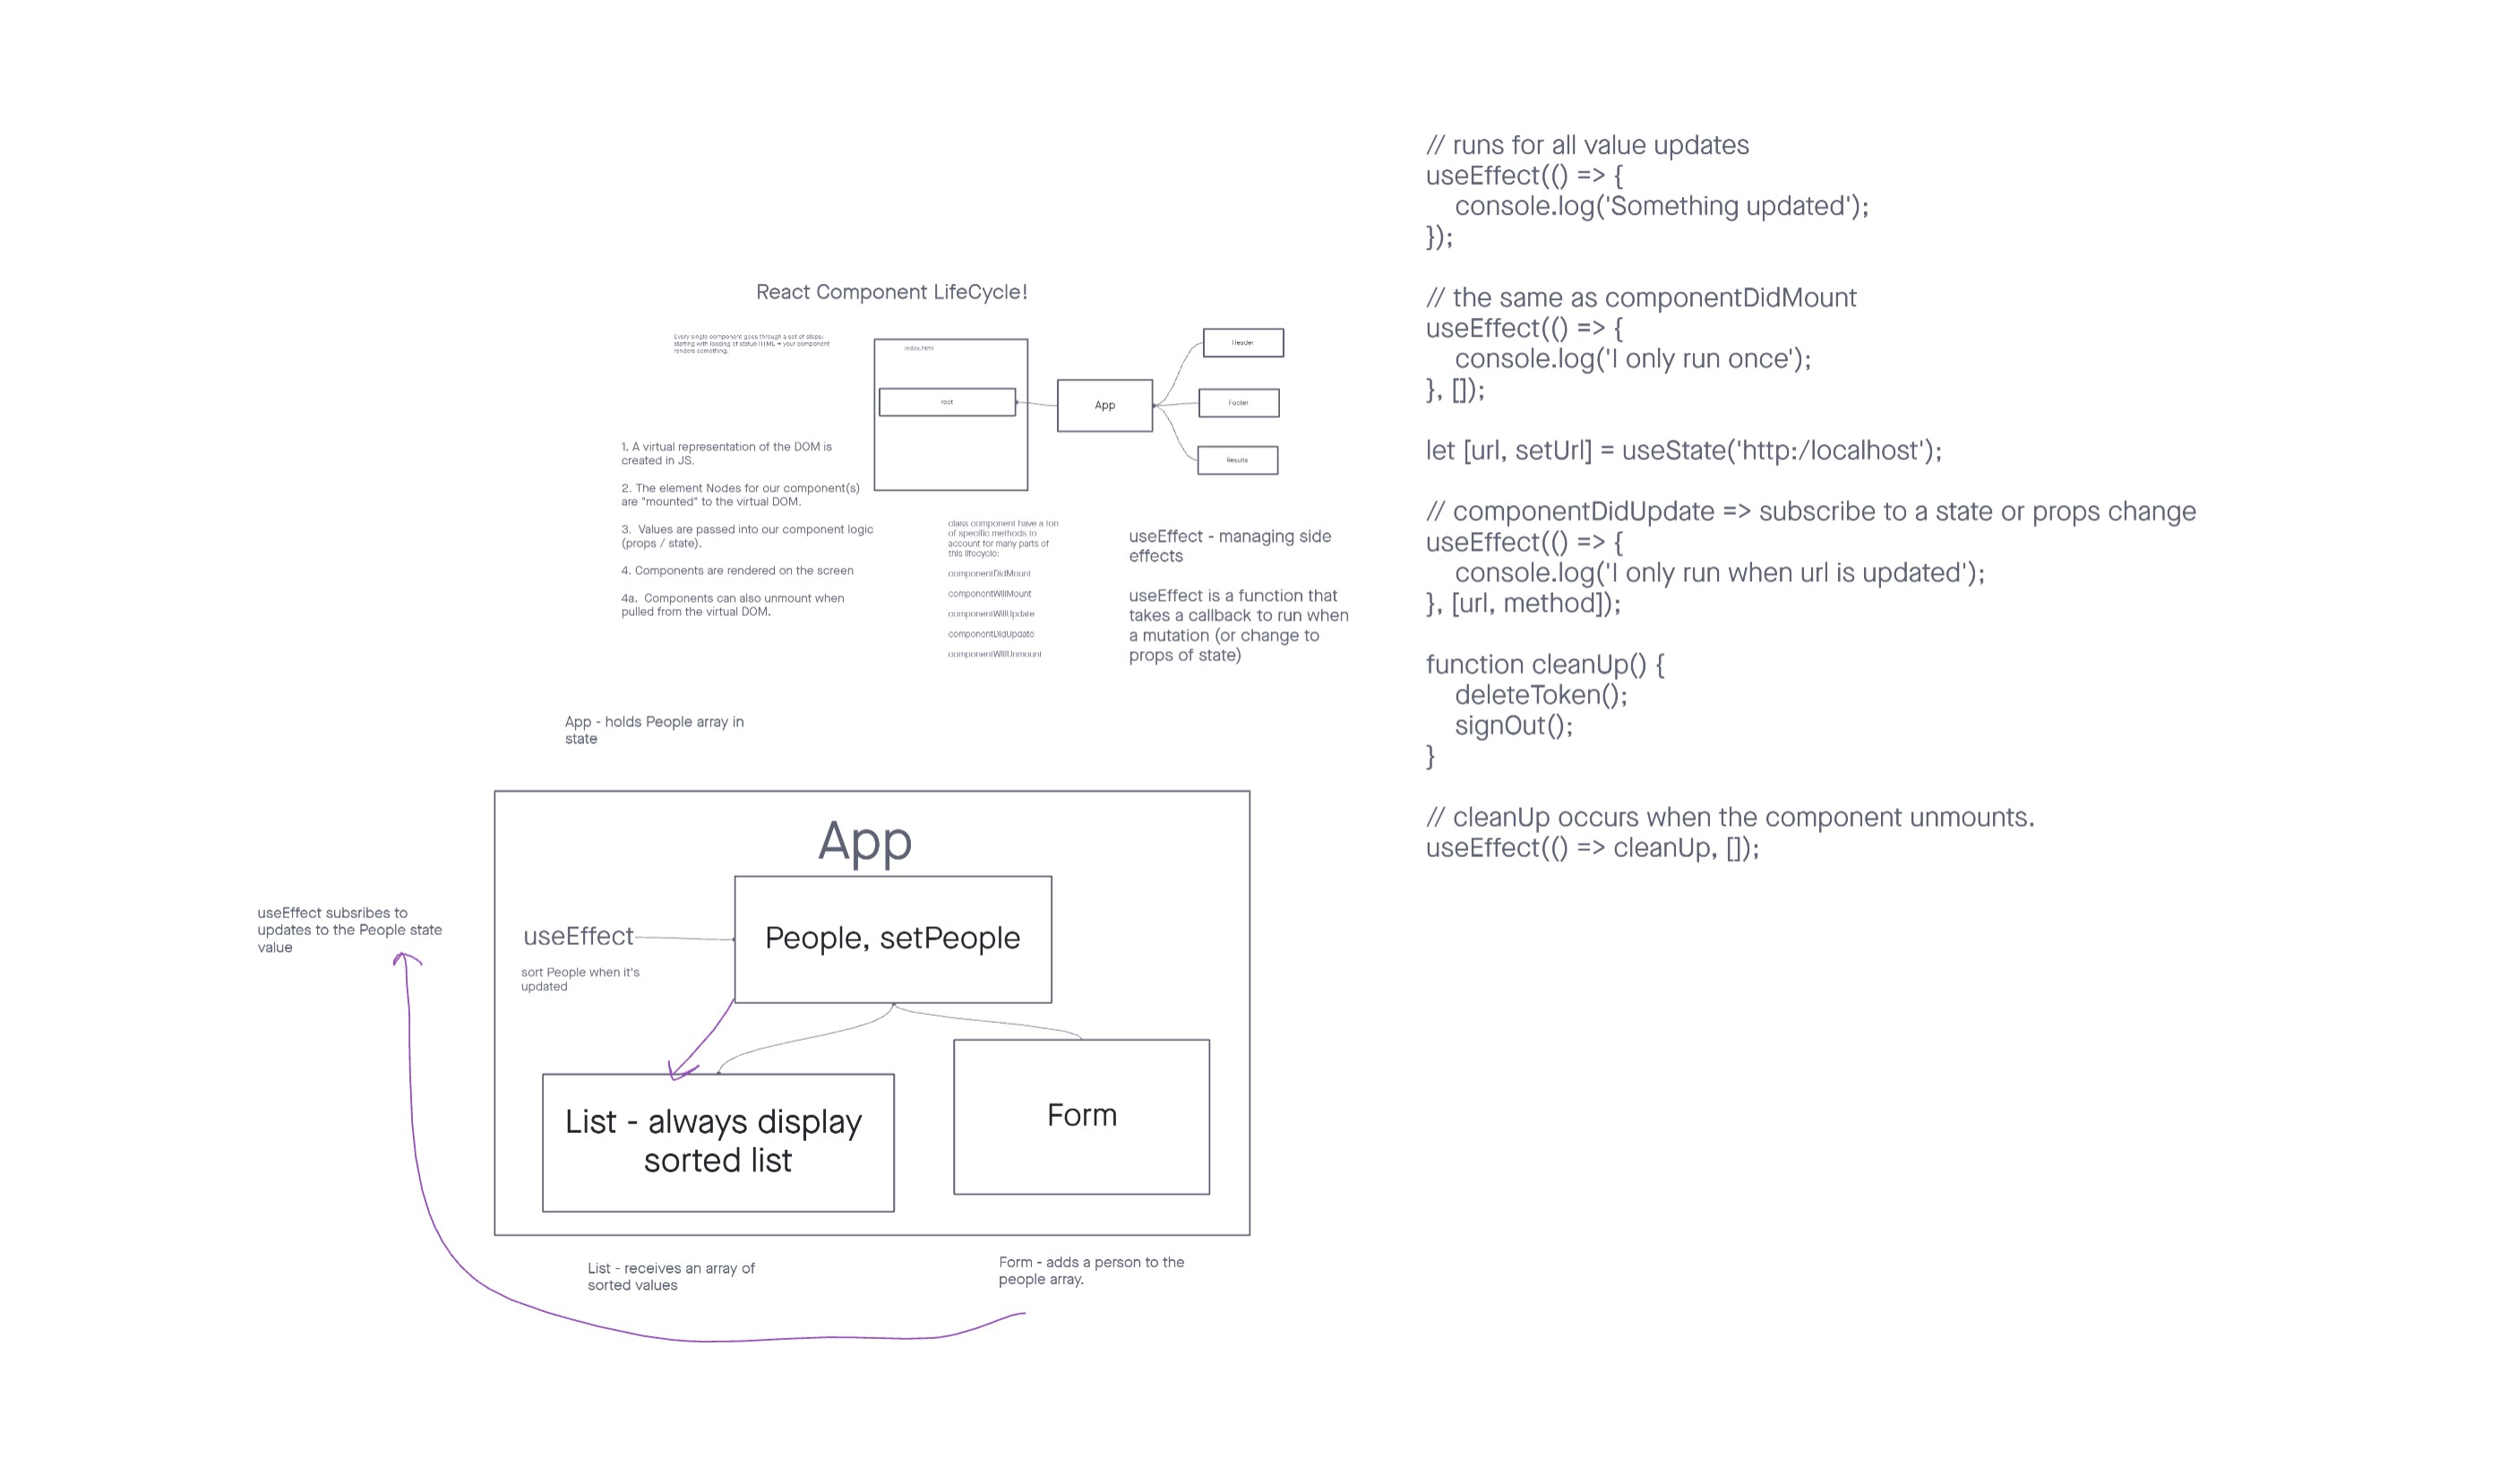 React Component LifeCycle!
Every single component goes through a set of steps:
starting with loading of statue HTML -> your component
renders something.
index.html
root
App
Header
Footer
Results
1. A virtual representation of the DOM is
created in JS.
2. The element Nodes for our component(s)
are "mounted" to the virtual DOM.
3.  Values are passed into our component logic
(props / state).
4. Components are rendered on the screen
4a.  Components can also unmount when
pulled from the virtual DOM.
class component have a ton
of specific methods to
account for many parts of
this lifecycle:
componentDidMount
componentWillMount
componentWillUpdate
componentDidUpdate
componentWillUnmount
useEffect - managing side
effects
useEffect is a function that
takes a callback to run when
a mutation (or change to
props of state)
App - holds People array in
state
App
useEffect subsribes to
updates to the People state
value
useEffect
sort People when it's
updated
People, setPeople
List - always display
sorted list
Form
List - receives an array of
sorted values
Form - adds a person to the
people array.
// runs for all value updates
useEffect(() => {
    console.log('Something updated');
});
// the same as componentDidMount
useEffect(() => {
    console.log('I only run once');
}, []);
let [url, setUrl] = useState('http:/localhost');
// componentDidUpdate => subscribe to a state or props change
useEffect(() => {
    console.log('I only run when url is updated');
}, [url, method]);
function cleanUp() {
    deleteToken();
    signOut();
}
// cleanUp occurs when the component unmounts.
useEffect(() => cleanUp, []);